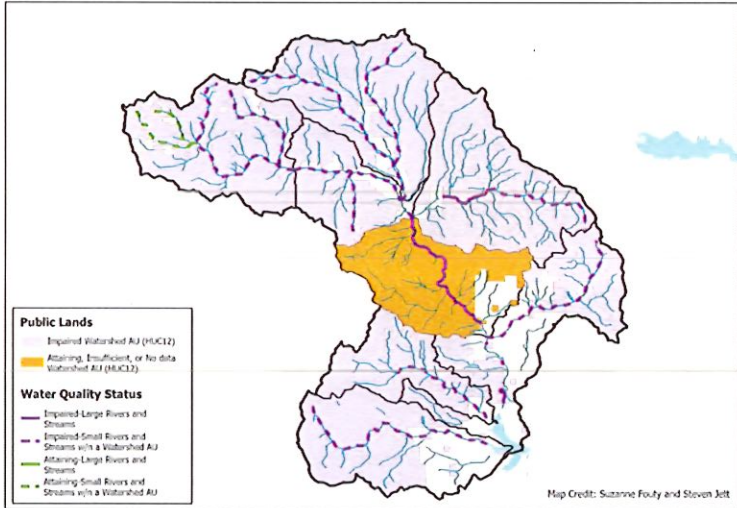 Public Lands
Impaired Watershed AU (HUC12)
Attaining, Insufficient, or No data
Watershed AU (HUC12)
Water Quality Status
Impaired-Large Rivers and
Streams
Impaired-Small Rivers and
Streams w/n a Watershed AU
Attaining-Large Rivers and
Streams
Attaining-Small Rivers and
Streams w/n a Watershed AU
Map Credit: Suzanne Fouty and Steven Jett